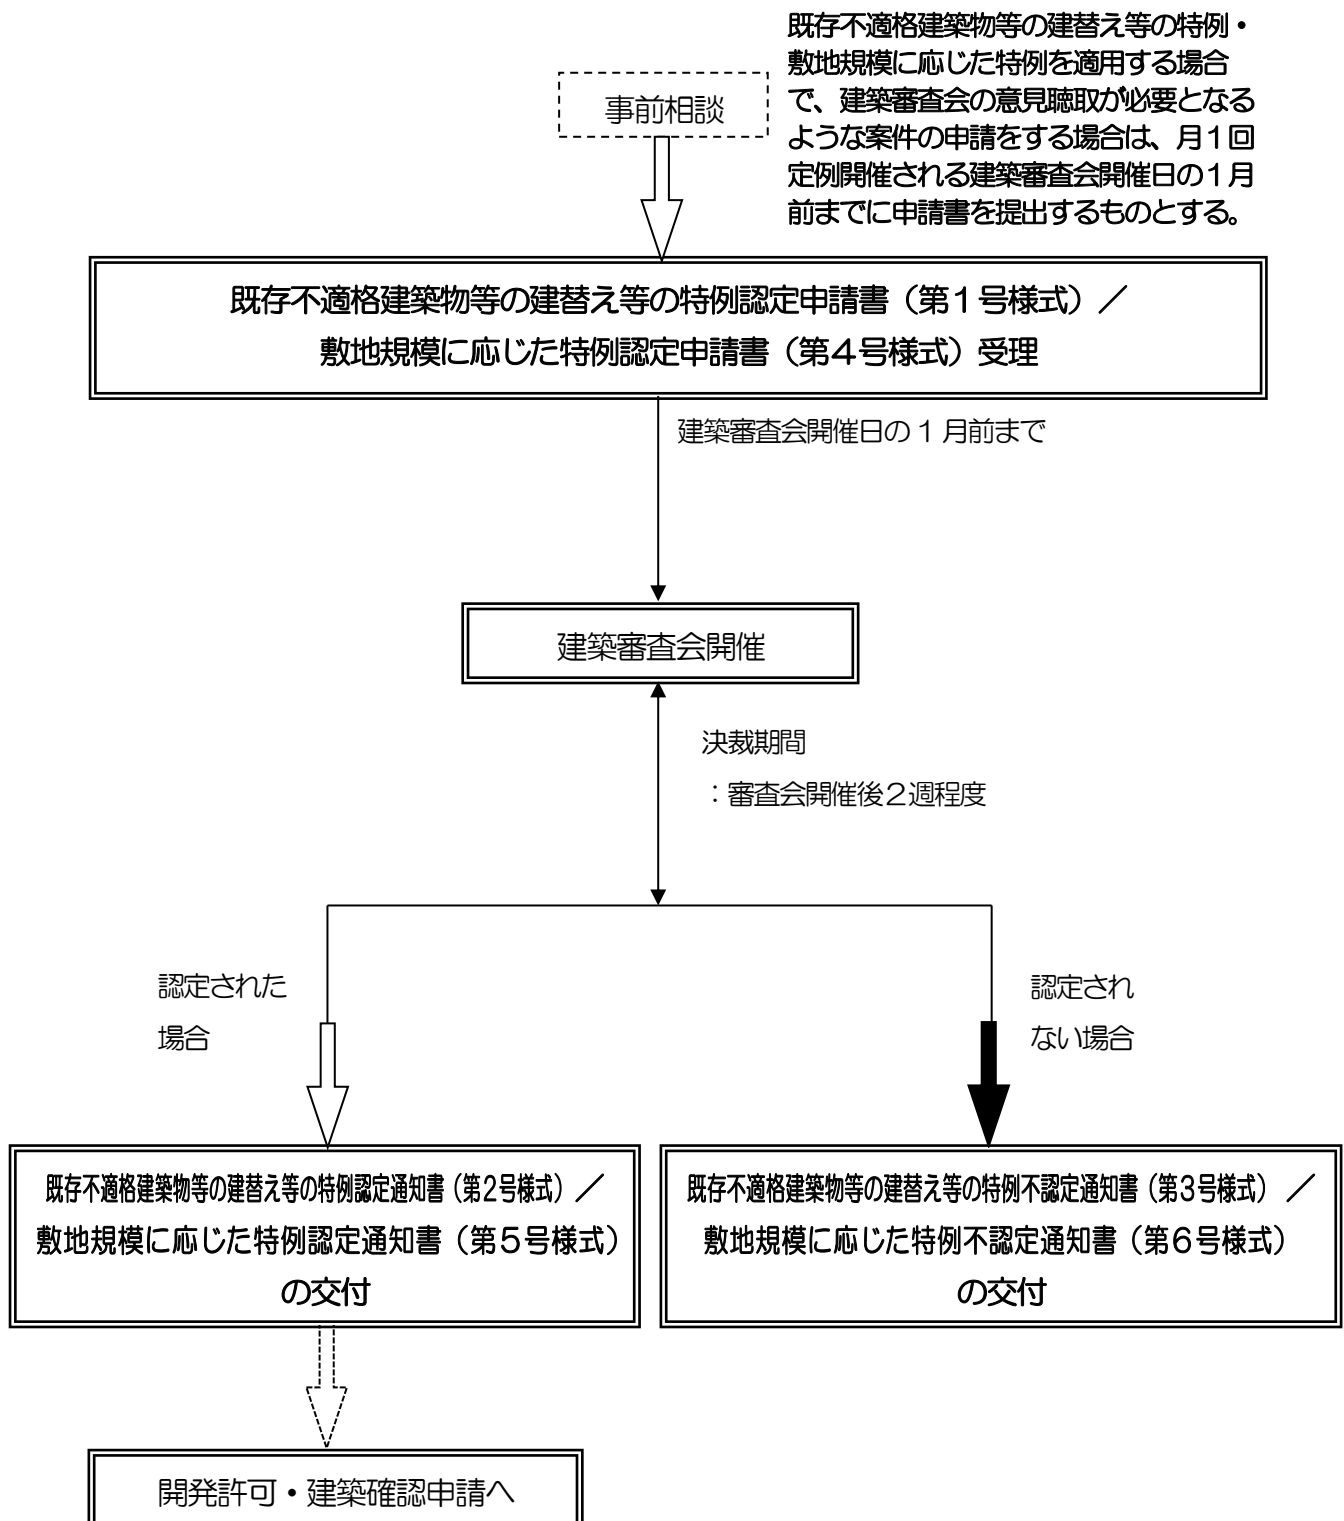 既存不適格建築物等の建替え等の特例・
敷地規模に応じた特例を適用する場合
で、建築審査会の意見聴取が必要となる
ような案件の申請をする場合は、月１回
定例開催される建築審査会開催日の１月
前までに申請書を提出するものとする。
事前相談
既存不適格建築物等の建替え等の特例認定申請書（第１号様式）／
敷地規模に応じた特例認定申請書（第４号様式）受理
建築審査会開催日の 1 月前まで
建築審査会開催
決裁期間
：審査会開催後２週程度
認定された
場合
認定され
ない場合
既存不適格建築物等の建替え等の特例認定通知書（第２号様式）／
敷地規模に応じた特例認定通知書（第５号様式）
の交付
既存不適格建築物等の建替え等の特例不認定通知書（第３号様式）／
敷地規模に応じた特例不認定通知書（第６号様式）
の交付
開発許可・建築確認申請へ